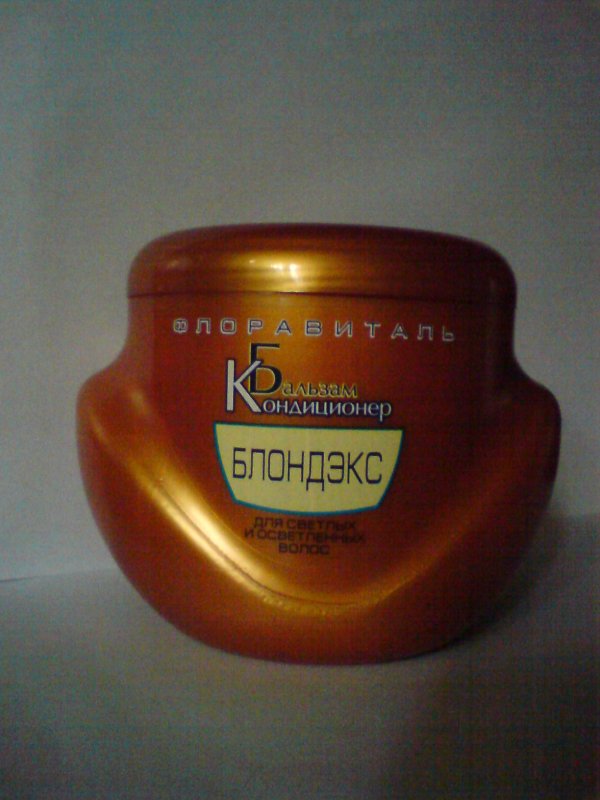 ФЛОРАВИТАЛЬ
Бальзам
Кондиционер
БЛОНДЭКС
ДЛЯ СВЕТЛЫХ
И ОСВЕТЛЕННЫХ
ВОЛОС